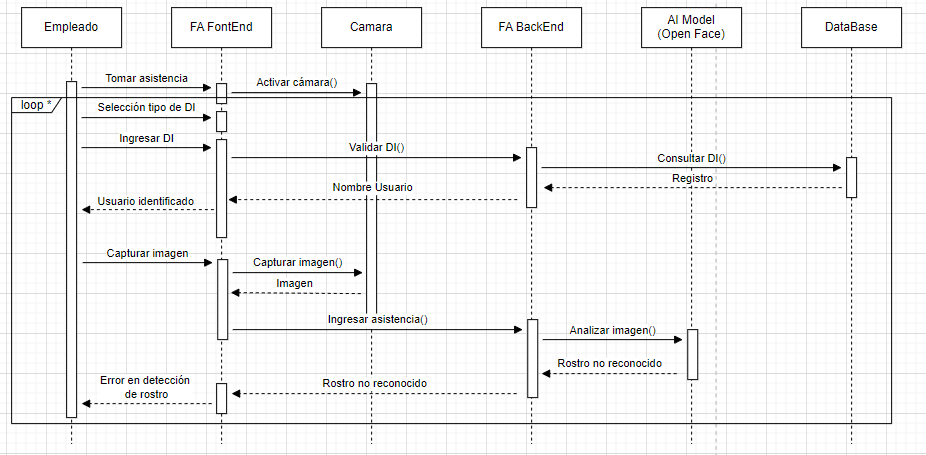 Empleado
FA FontEnd
Camara
FA BackEnd
AI Model
(Open Face)
DataBase
Tomar asistencia
Activar cámara()
loop *
Selección tipo de DI
Ingresar DI
Validar DI()
Consultar DI()
Registro
Nombre Usuario
Usuario identificado
Capturar imagen
Capturar imagen()
Imagen
Ingresar asistencia()
Analizar imagen()
Rostro no reconocido
Rostro no reconocido
Error en detección
de rostro